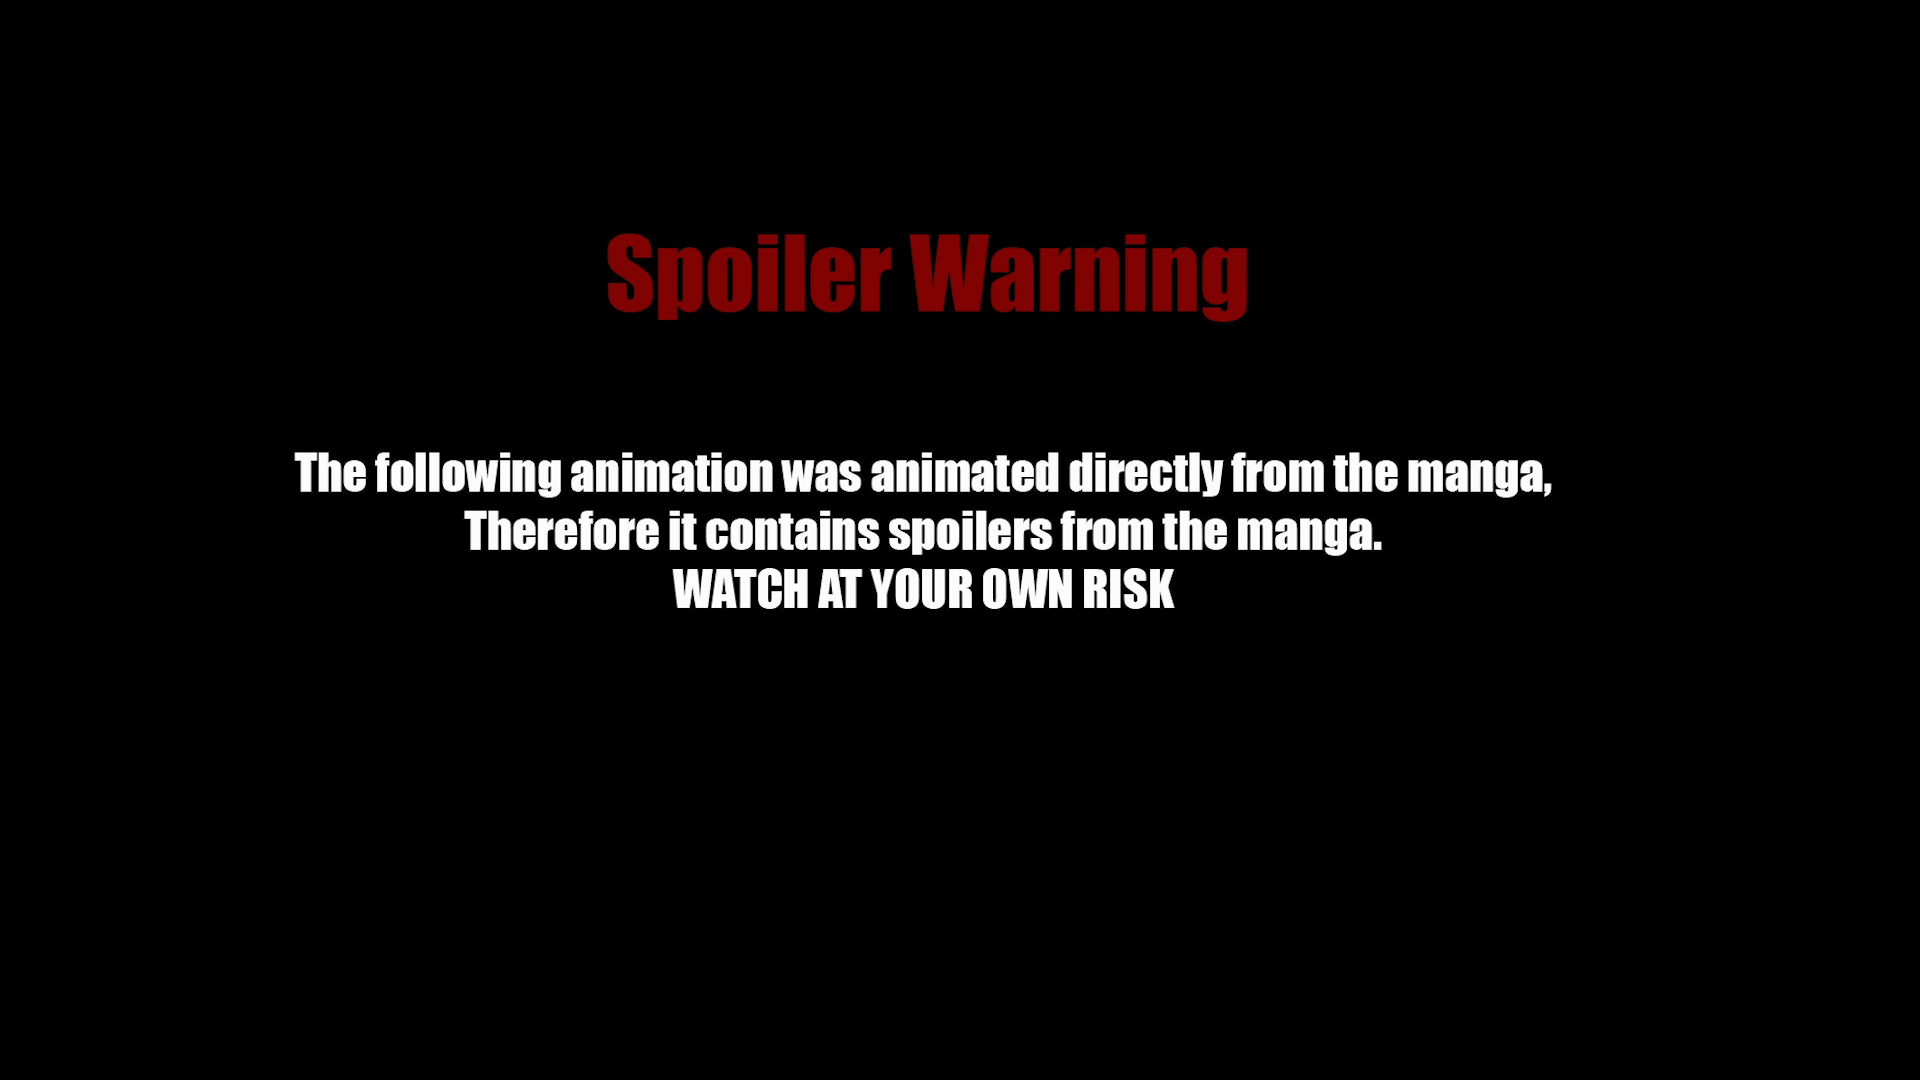 Spoiler Warning
The following animation was animated directly from the manga,
Therefore it contains spoilers from the manga.
WATCH AT YOUR OWN RISK